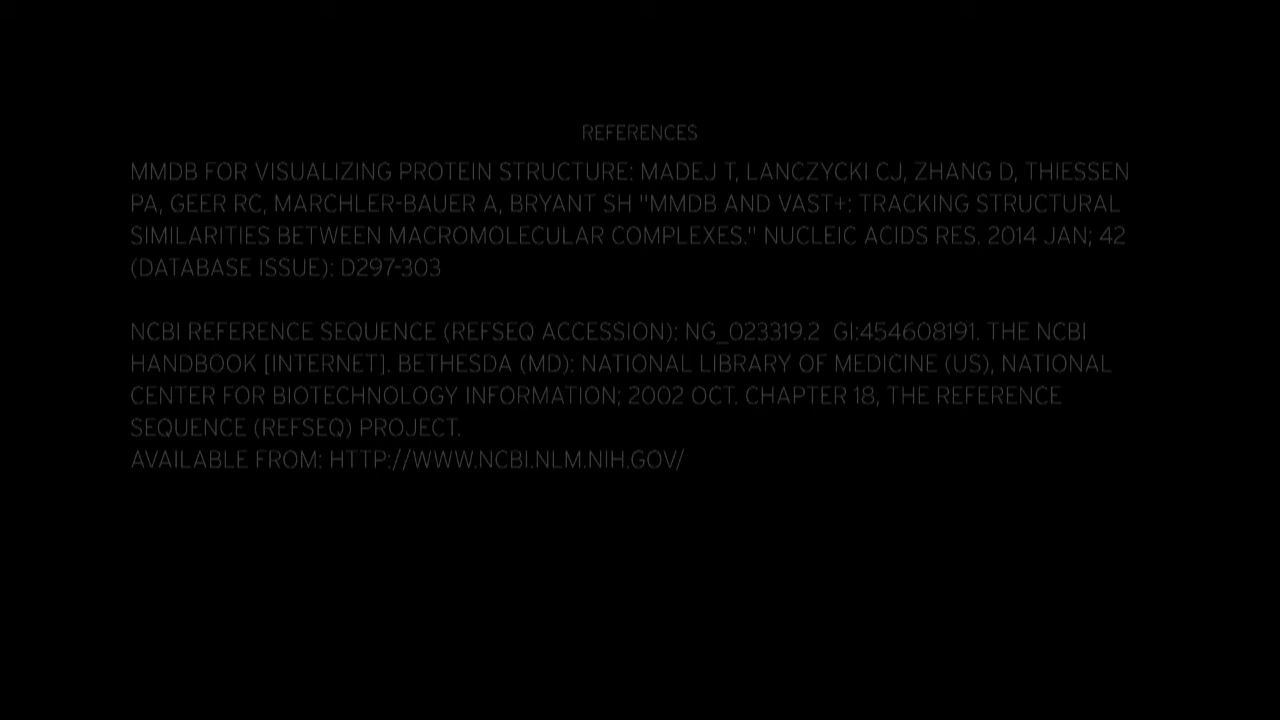 REFERENCES
MMDB FOR VISUALIZING PROTEIN STRUCTURE: MADEJ T, LANCZYCKI CJ, ZHANG D, THIESSEN
PA, GEER RC, MARCHLER-BAUER A, BRYANT SH "MMDB AND VAST+: TRACKING STRUCTURAL
SIMILARITIES BETWEEN MACROMOLECULAR COMPLEXES." NUCLEIC ACIDS RES. 2014 JAN; 42
(DATABASE ISSUE): D297-303
NCBI REFERENCE SEQUENCE (REFSEQ ACCESSION): NG_023319.2 GI:454608191. THE NCBI
HANDBOOK [INTERNET]. BETHESDA (MD): NATIONAL LIBRARY OF MEDICINE (US), NATIONAL
CENTER FOR BIOTECHNOLOGY INFORMATION; 2002 OCT. CHAPTER 18, THE REFERENCE
SEQUENCE (REFSEQ) PROJECT.
AVAILABLE FROM: HTTP://WWW.NCBI.NLM.NIH.GOV/